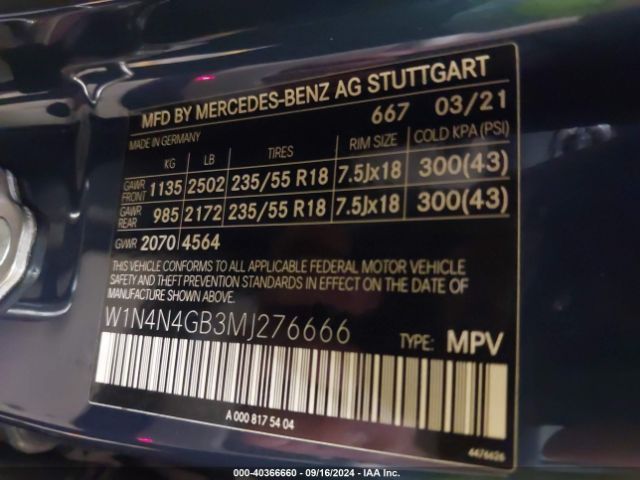 MFD BY MERCEDES-BENZ AG STUTTGART
MADE IN GERMANY 667 03/21
KG LB TIRES RIM SIZE COLD KPA (PSI)
GAWR FRONT 1135 2502 235/55 R18 7.5Jx18 300(43)
GAWR REAR 985 2172 235/55 R18 7.5Jx18 300(43)
GVWR 2070 4564
THIS VEHICLE CONFORMS TO ALL APPLICABLE FEDERAL MOTOR VEHICLE
SAFETY AND THEFT PREVENTION STANDARDS IN EFFECT ON THE DATE OF
MANUFACTURE SHOWN ABOVE
W1N4N4GB3MJ276666 TYPE: MPV
A 000 817 54 04
4476626
000-40366660 - 09/16/2024 - IAA Inc.